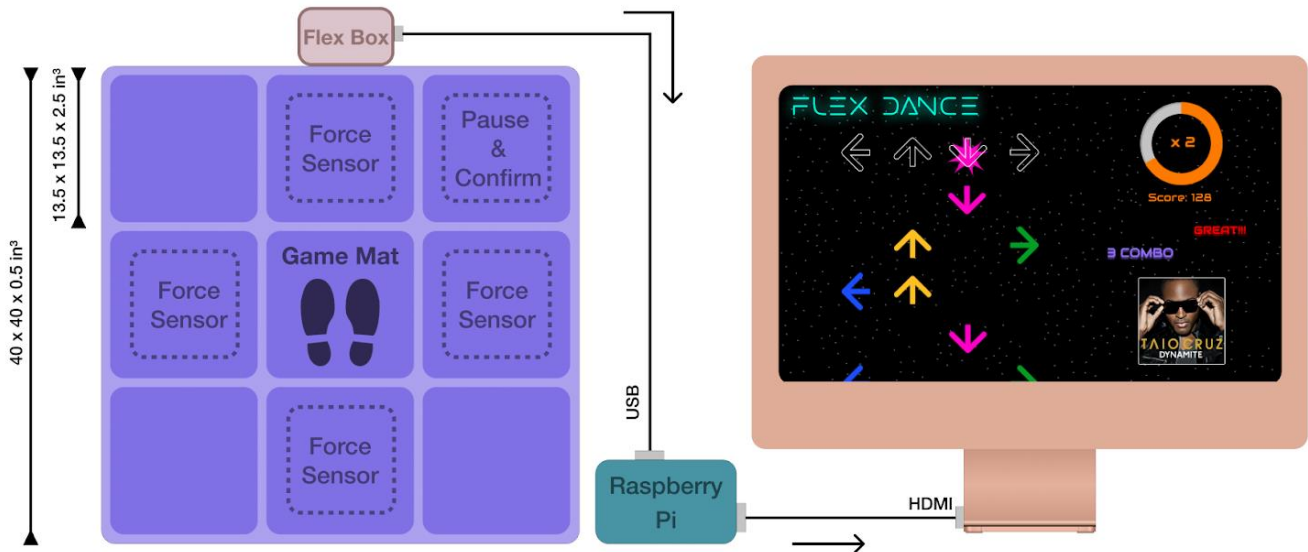 Flex Box
13.5 x 13.5 x 2.5 in³
40 x 40 x 0.5 in³
Force
Sensor
Pause
&
Confirm
Force
Sensor
Game Mat
Force
Sensor
Force
Sensor
USB
Raspberry
Pi
HDMI
FLEX DANCE
x 2
Score: 128
GREAT!!!
3 COMBO
TAIO CRUZ
DYNAMITE